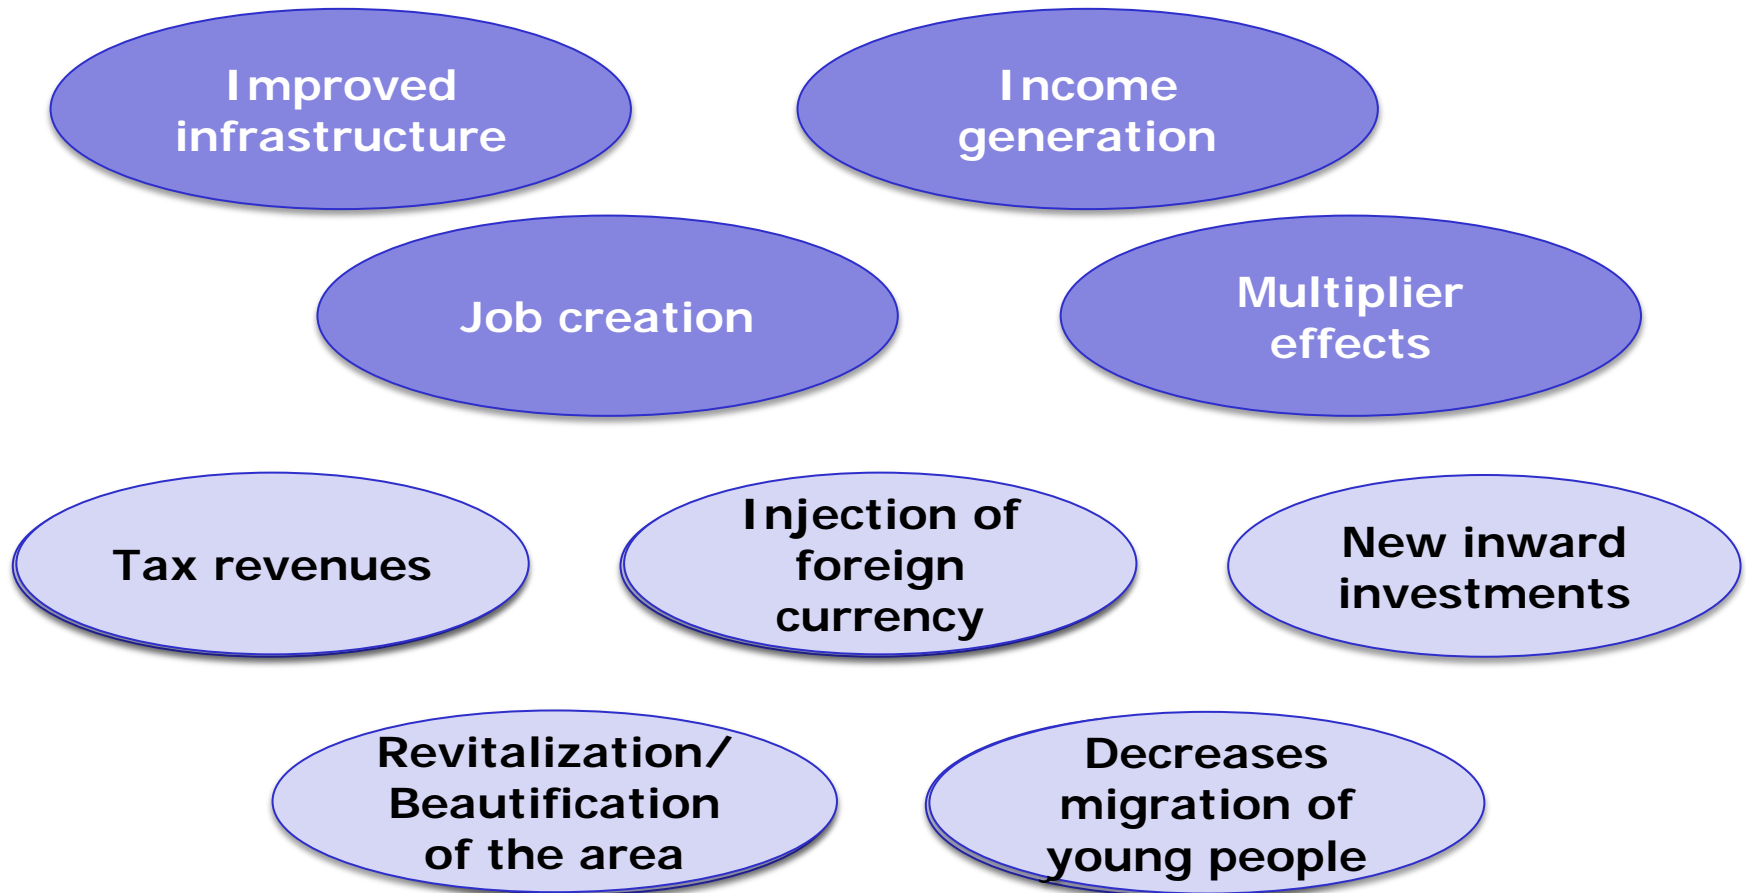 Improved
infrastructure
Income
generation
Job creation
Multiplier
effects
Tax revenues
Injection of
foreign
currency
New inward
investments
Revitalization/
Beautification
of the area
Decreases
migration of
young people